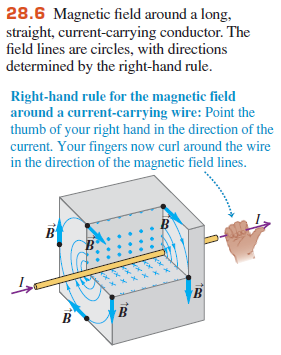 28.6 Magnetic field around a long,
straight, current-carrying conductor. The
field lines are circles, with directions
determined by the right-hand rule.
Right-hand rule for the magnetic field
around a current-carrying wire: Point the
thumb of your right hand in the direction of the
current. Your fingers now curl around the wire
in the direction of the magnetic field lines.
B⃗
B⃗
B⃗
I
I
B⃗
B⃗
B⃗